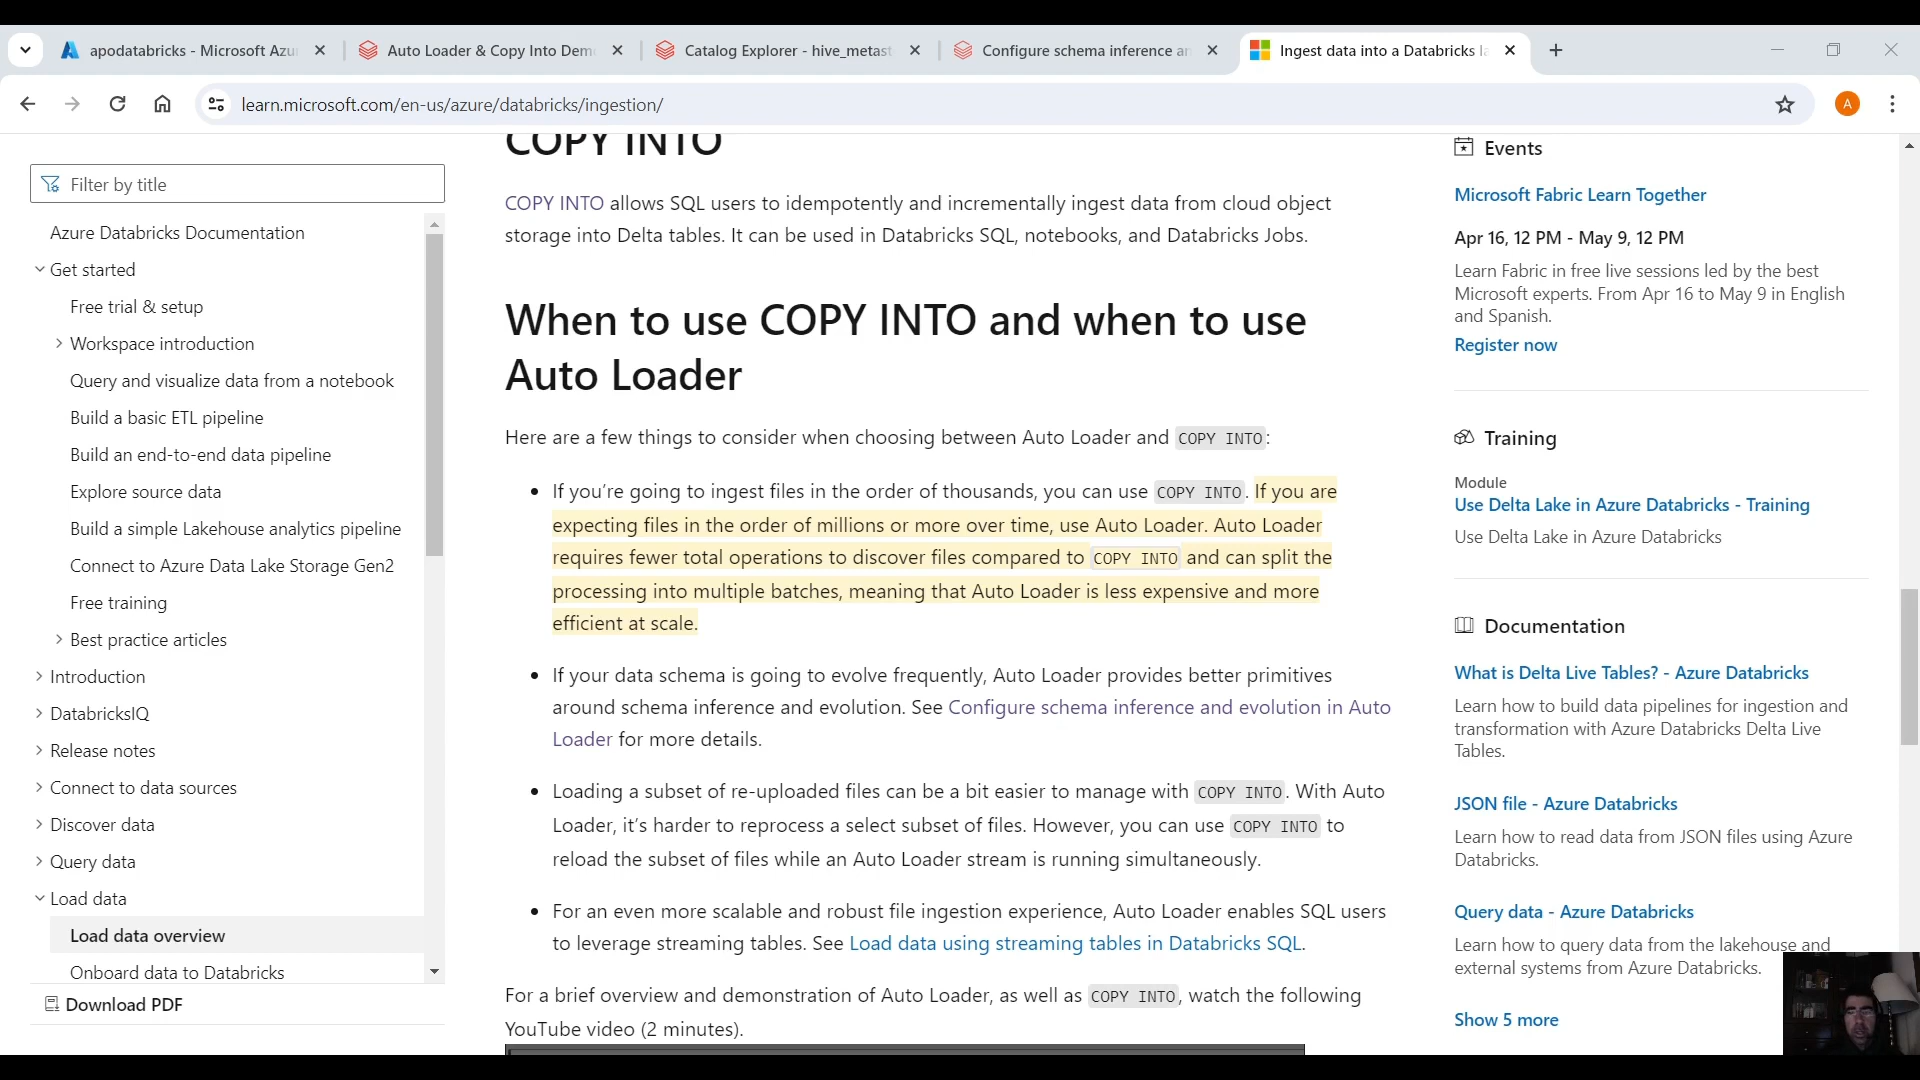 apodatabricks - Microsoft Azu
Auto Loader & Copy Into Dem
Catalog Explorer - hive_metast
Configure schema inference an
Ingest data into a Databricks la
learn.microsoft.com/en-us/azure/databricks/ingestion/
A
Filter by title
Azure Databricks Documentation
Get started
Free trial & setup
Workspace introduction
Query and visualize data from a notebook
Build a basic ETL pipeline
Build an end-to-end data pipeline
Explore source data
Build a simple Lakehouse analytics pipeline
Connect to Azure Data Lake Storage Gen2
Free training
Best practice articles
Introduction
DatabricksIQ
Release notes
Connect to data sources
Discover data
Query data
Load data
Load data overview
Onboard data to Databricks
Download PDF
COPY INTO
COPY INTO allows SQL users to idempotently and incrementally ingest data from cloud object
storage into Delta tables. It can be used in Databricks SQL, notebooks, and Databricks Jobs.
When to use COPY INTO and when to use
Auto Loader
Here are a few things to consider when choosing between Auto Loader and COPY INTO:
• If you’re going to ingest files in the order of thousands, you can use COPY INTO. If you are
expecting files in the order of millions or more over time, use Auto Loader. Auto Loader
requires fewer total operations to discover files compared to COPY INTO and can split the
processing into multiple batches, meaning that Auto Loader is less expensive and more
efficient at scale.
• If your data schema is going to evolve frequently, Auto Loader provides better primitives
around schema inference and evolution. See Configure schema inference and evolution in Auto
Loader for more details.
• Loading a subset of re-uploaded files can be a bit easier to manage with COPY INTO. With Auto
Loader, it’s harder to reprocess a select subset of files. However, you can use COPY INTO to
reload the subset of files while an Auto Loader stream is running simultaneously.
• For an even more scalable and robust file ingestion experience, Auto Loader enables SQL users
to leverage streaming tables. See Load data using streaming tables in Databricks SQL.
For a brief overview and demonstration of Auto Loader, as well as COPY INTO, watch the following
YouTube video (2 minutes).
Events
Microsoft Fabric Learn Together
Apr 16, 12 PM - May 9, 12 PM
Learn Fabric in free live sessions led by the best
Microsoft experts. From Apr 16 to May 9 in English
and Spanish.
Register now
Training
Module
Use Delta Lake in Azure Databricks - Training
Use Delta Lake in Azure Databricks
Documentation
What is Delta Live Tables? - Azure Databricks
Learn how to build data pipelines for ingestion and
transformation with Azure Databricks Delta Live
Tables.
JSON file - Azure Databricks
Learn how to read data from JSON files using Azure
Databricks.
Query data - Azure Databricks
Learn how to query data from the lakehouse and
external systems from Azure Databricks.
Show 5 more